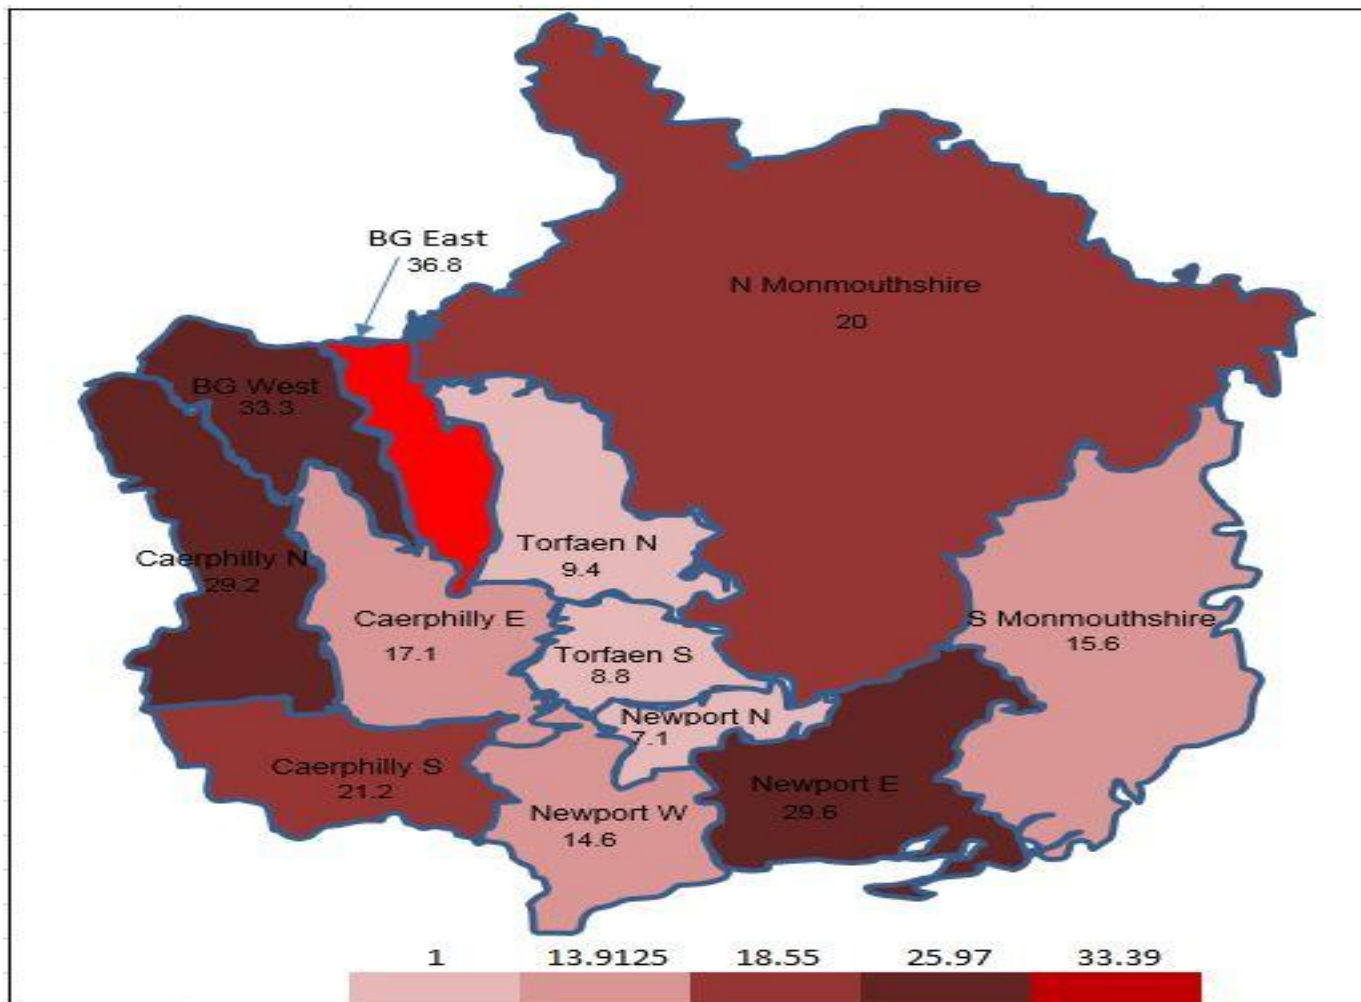 BG East
36.8
N Monmouthshire
20
BG West
33.3
Torfaen N
9.4
Caerphilly N
29.2
Caerphilly E
17.1
S Monmouthshire
15.6
Torfaen S
8.8
Newport N
7.1
Caerphilly S
21.2
Newport E
29.6
Newport W
14.6
1 13.9125 18.55 25.97 33.39